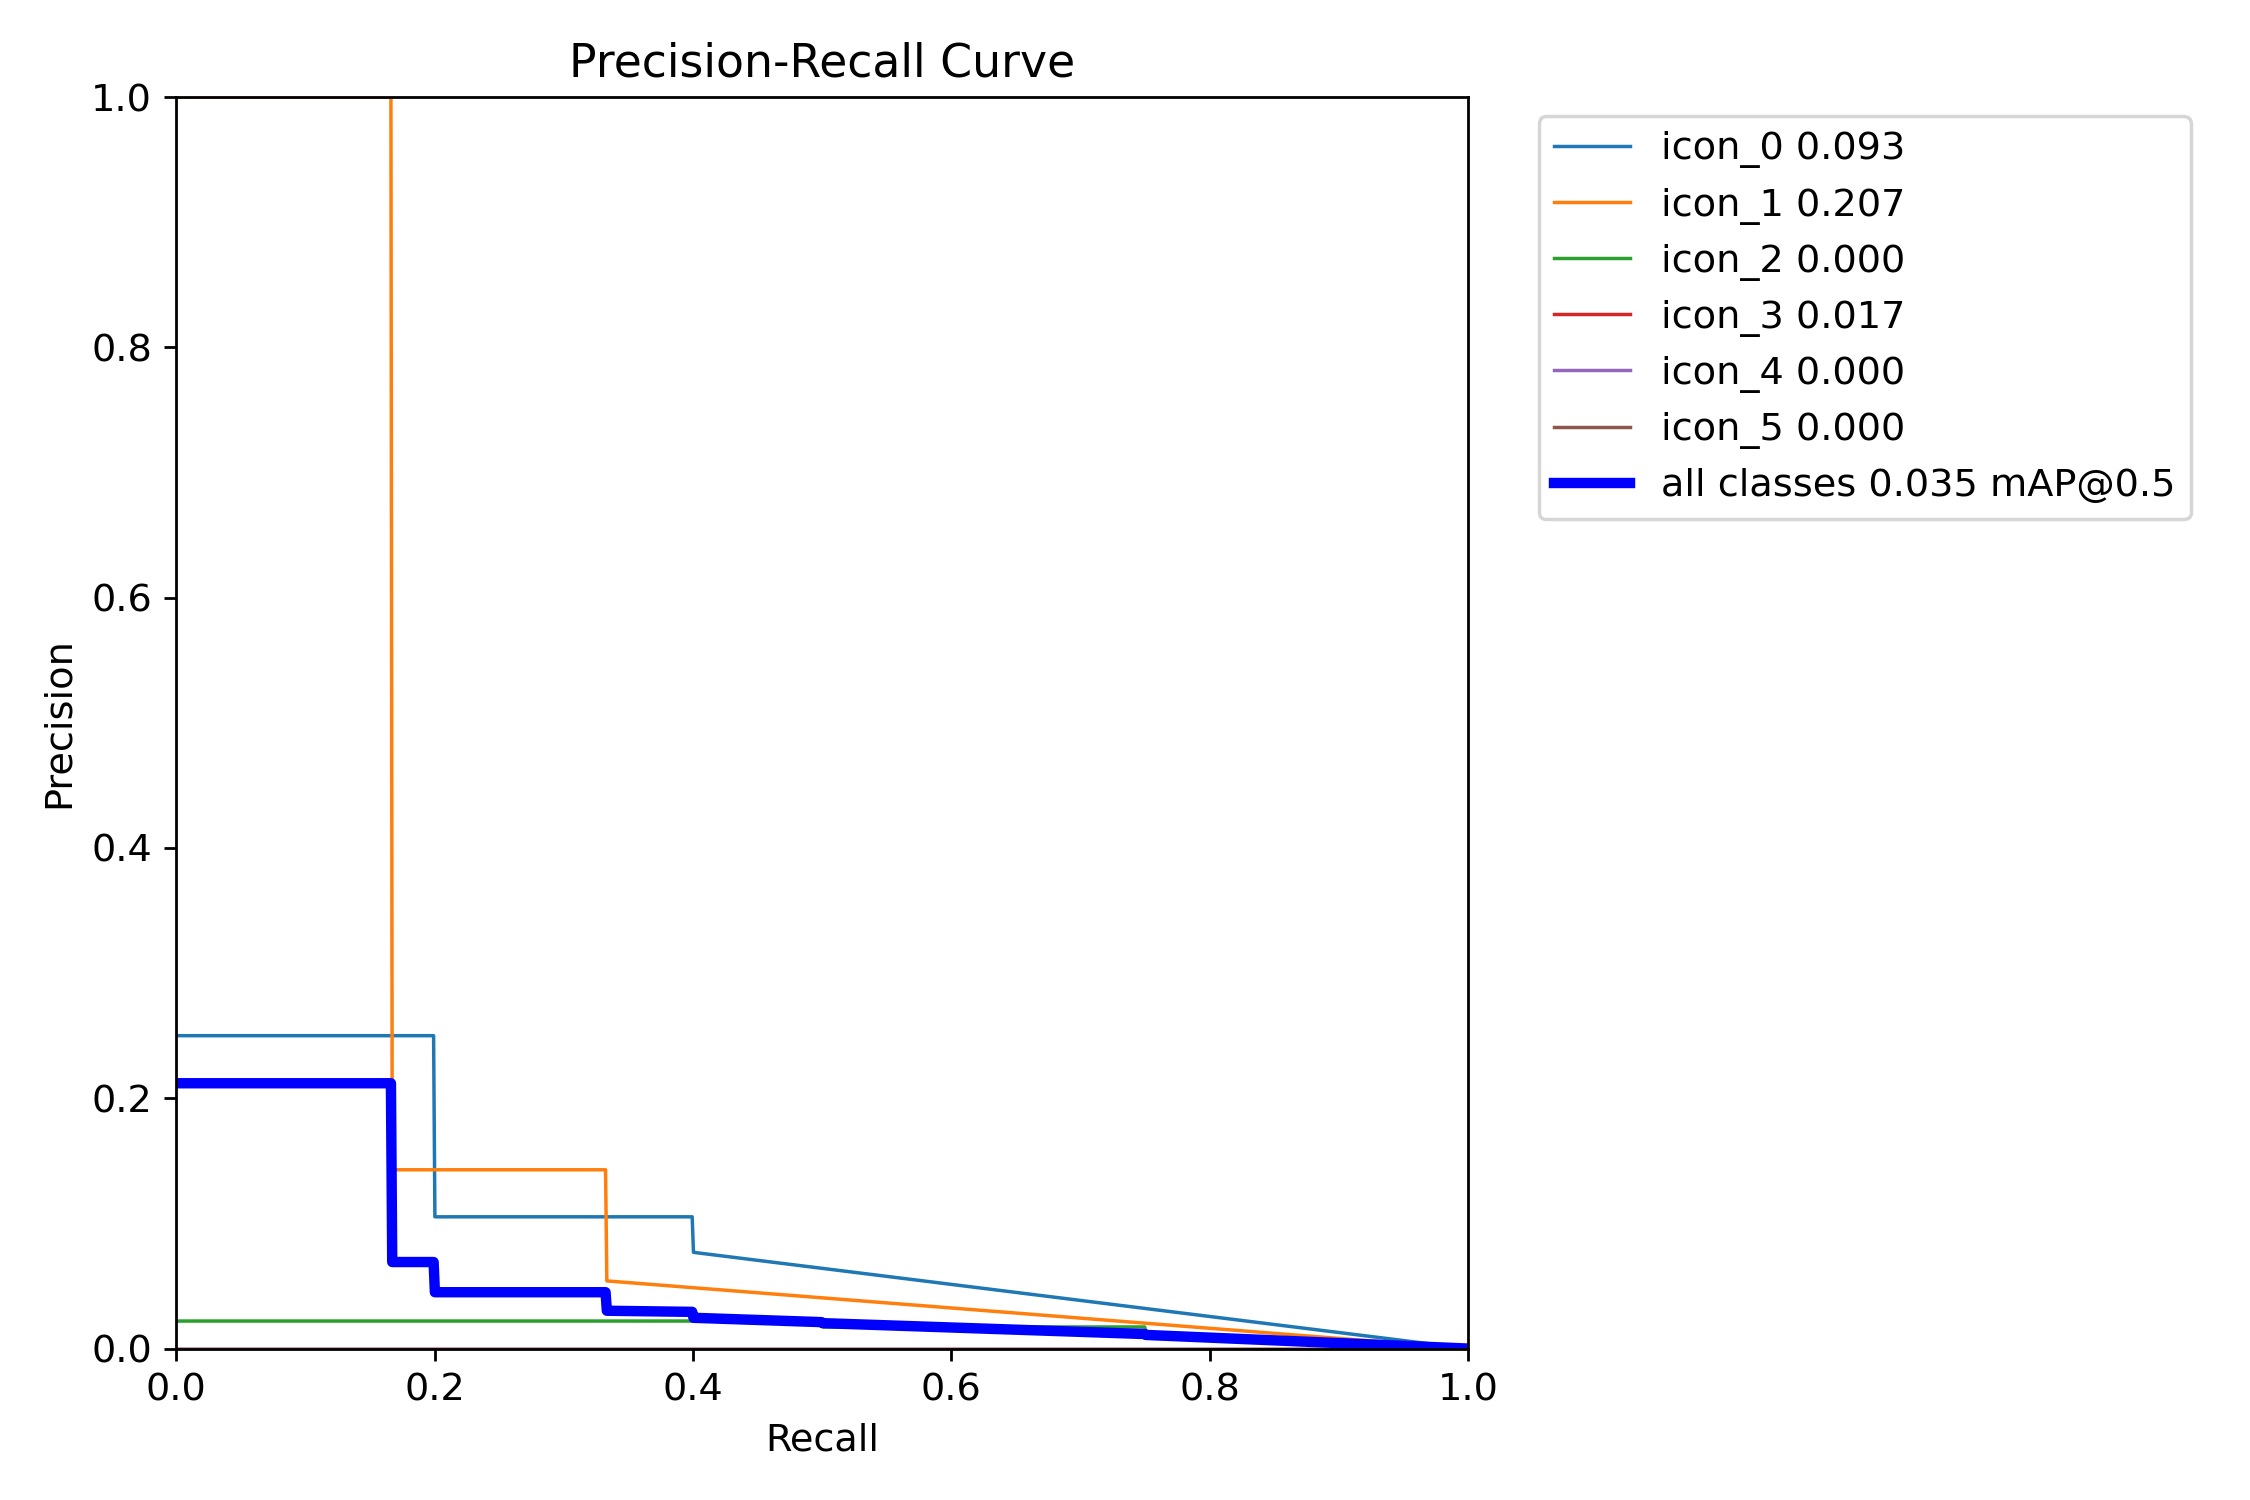 Precision-Recall Curve
1.0
0.8
0.6
0.4
0.2
0.0
Precision
0.0 0.2 0.4 0.6 0.8 1.0
Recall
icon_0 0.093
icon_1 0.207
icon_2 0.000
icon_3 0.017
icon_4 0.000
icon_5 0.000
all classes 0.035 mAP@0.5